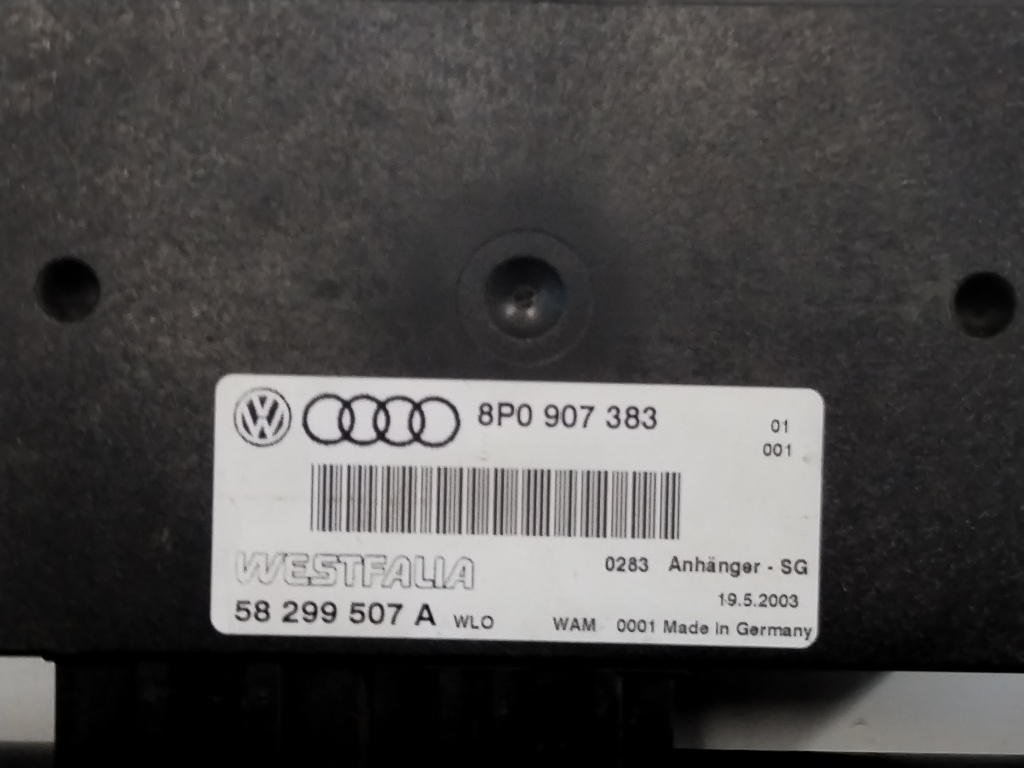 VW 8P0 907 383
01
001
WESTFALIA
0283 Anhänger - SG
19.5.2003
58 299 507 A WLO WAM 0001 Made in Germany